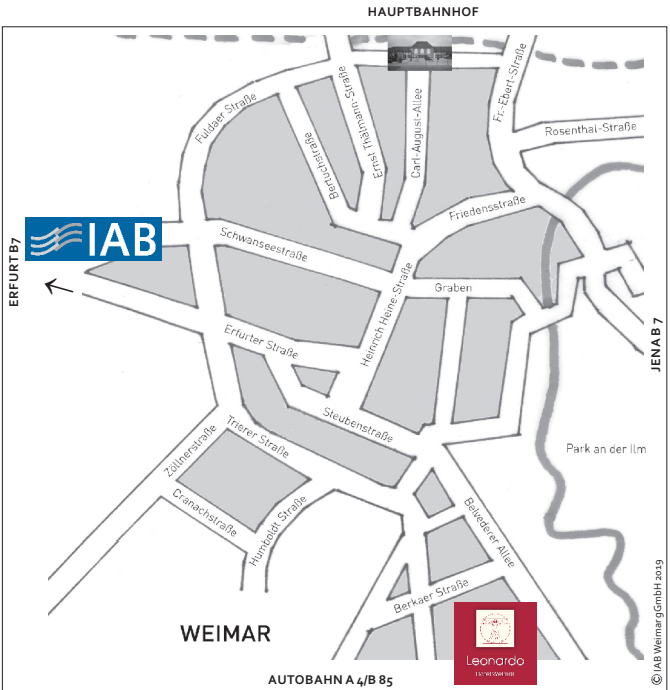 HAUPTBAHNHOF
Fuldaer Straße
Bertuchstraße
Ernst Thälmann-Straße
Carl-August-Allee
Fr.-Ebert-Straße
Rosenthal-Straße
Friedensstraße
IAB
Schwanseestraße
ERFURT B7
Graben
Heinrich Heine-Straße
Erfurter Straße
JENA B 7
Steubenstraße
Trierer Straße
Zöllnerstraße
Park an der Ilm
Cranachstraße
Humboldt Straße
Belvederer Allee
Berkaer Straße
WEIMAR
Leonardo
AUTOBAHN A 4/B 85
© IAB WeimargGmbH 2019